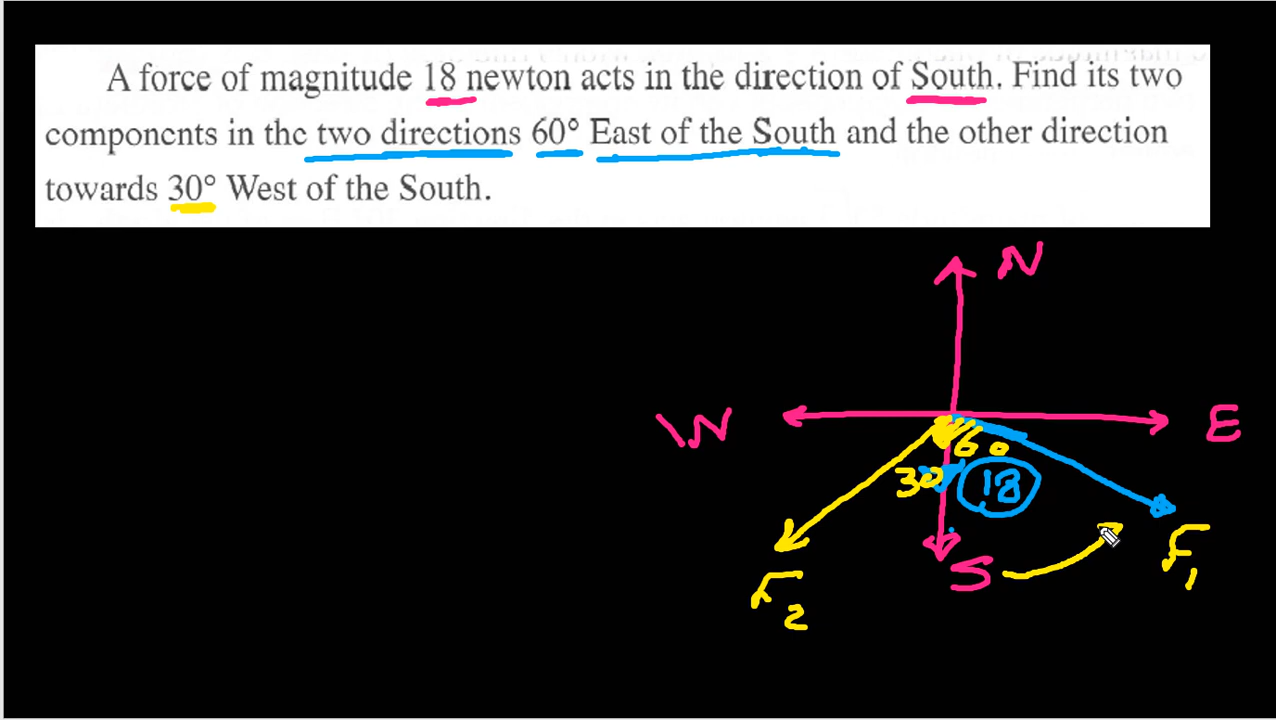 A force of magnitude 18 newton acts in the direction of South. Find its two
components in the two directions 60° East of the South and the other direction
towards 30° West of the South.
N
W
E
60
30
18
S
F1
F2